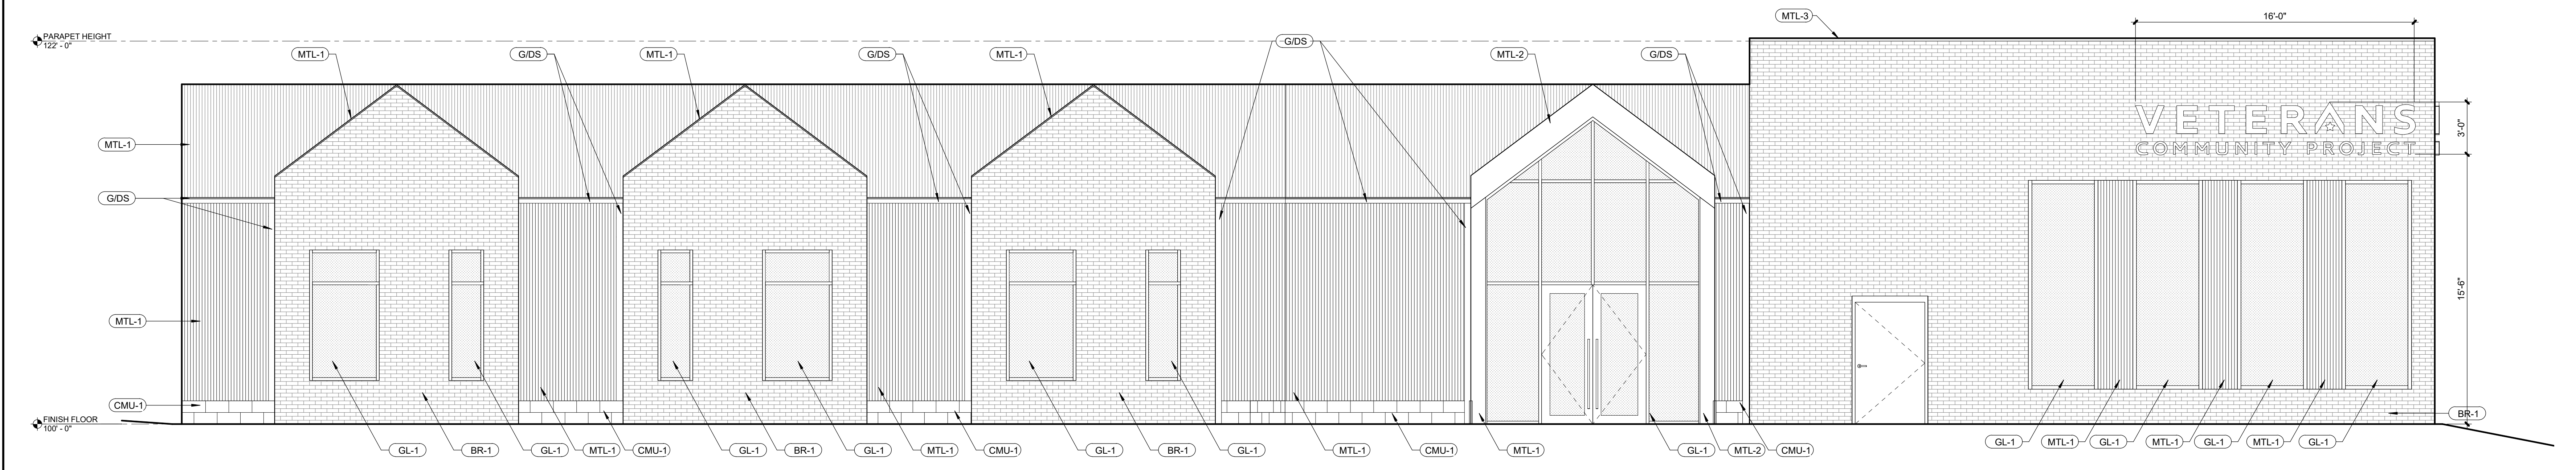 MTL-3
16'-0"
PARAPET HEIGHT
122' - 0"
MTL-1
G/DS
MTL-1
G/DS
MTL-1
G/DS
MTL-2
G/DS
VETERANS
COMMUNITY PROJECT
3'-0"
MTL-1
G/DS
15'-6"
MTL-1
CMU-1
FINISH FLOOR
100' - 0"
BR-1
GL-1
BR-1
GL-1
MTL-1
CMU-1
GL-1
BR-1
GL-1
MTL-1
CMU-1
GL-1
BR-1
GL-1
MTL-1
CMU-1
MTL-1
GL-1
MTL-2
CMU-1
GL-1
MTL-1
GL-1
MTL-1
GL-1
MTL-1
GL-1